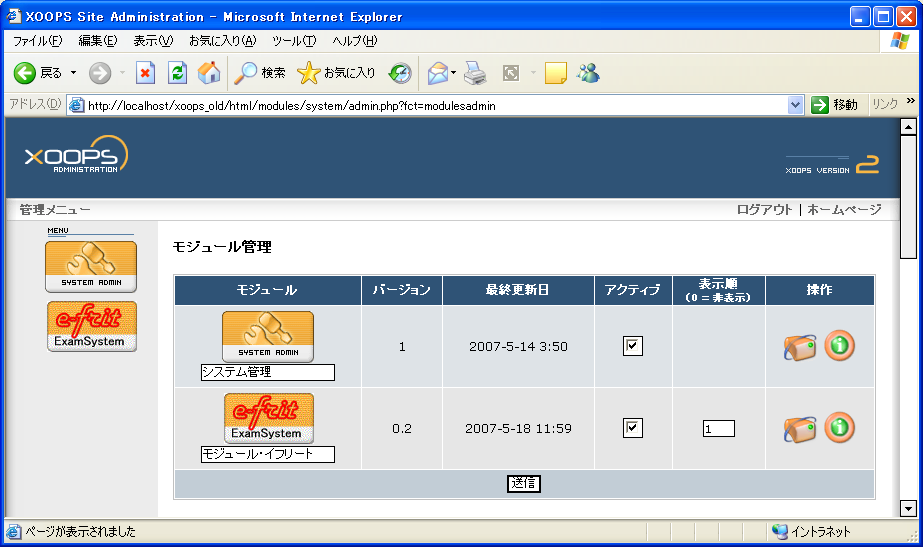 XOOPS Site Administration - Microsoft Internet Explorer
ファイル(F) 編集(E) 表示(V) お気に入り(A) ツール(T) ヘルプ(H)
戻る 検索 お気に入り
アドレス(D) http://localhost/xoops_old/html/modules/system/admin.php?fct=modulesadmin 移動 リンク »
XOOPS
ADMINISTRATION
XOOPS VERSION 2
管理メニュー ログアウト | ホームページ
MENU
SYSTEM ADMIN
e-frit
ExamSystem
モジュール管理
モジュール バージョン 最終更新日 アクティブ 表示順 操作
(0 = 非表示)
SYSTEM ADMIN
システム管理 1 2007-5-14 3:50
e-frit
ExamSystem
モジュール・イフリート 0.2 2007-5-18 11:59 1
送信
ページが表示されました イントラネット